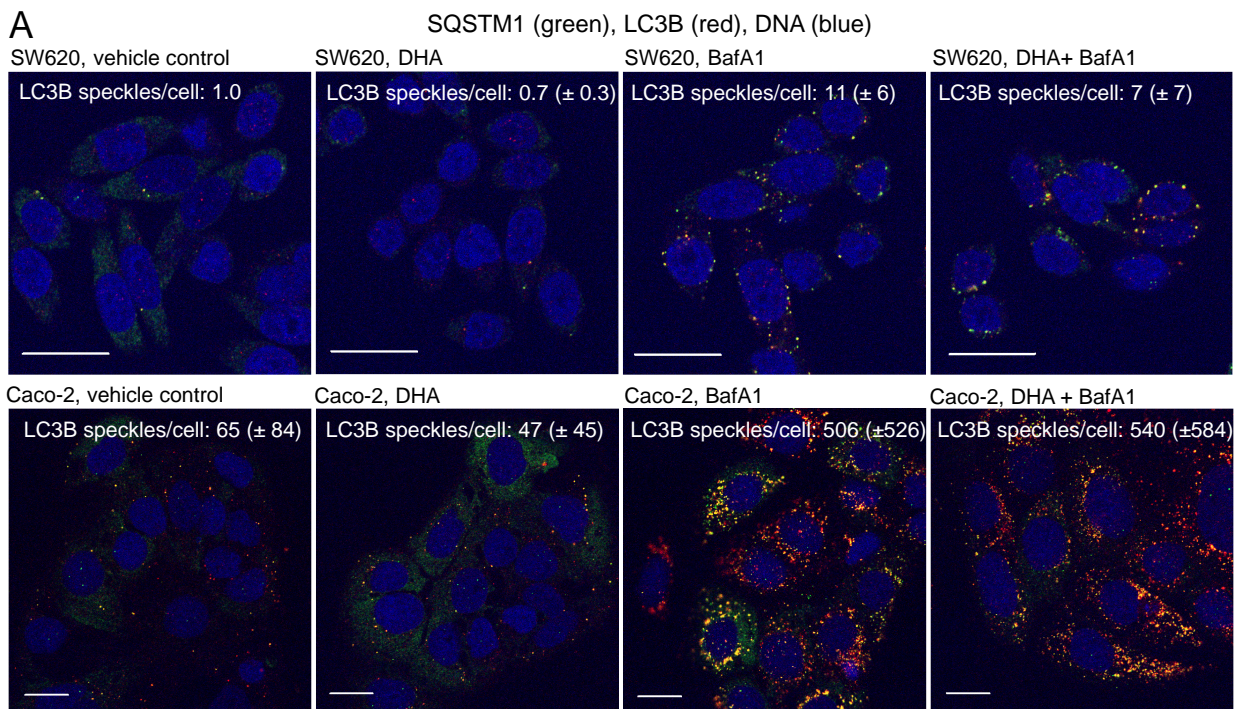 A
SQSTM1 (green), LC3B (red), DNA (blue)
SW620, vehicle control
SW620, DHA
SW620, BafA1
SW620, DHA+ BafA1
LC3B speckles/cell: 1.0
LC3B speckles/cell: 0.7 (± 0.3)
LC3B speckles/cell: 11 (± 6)
LC3B speckles/cell: 7 (± 7)
Caco-2, vehicle control
Caco-2, DHA
Caco-2, BafA1
Caco-2, DHA + BafA1
LC3B speckles/cell: 65 (± 84)
LC3B speckles/cell: 47 (± 45)
LC3B speckles/cell: 506 (±526)
LC3B speckles/cell: 540 (±584)